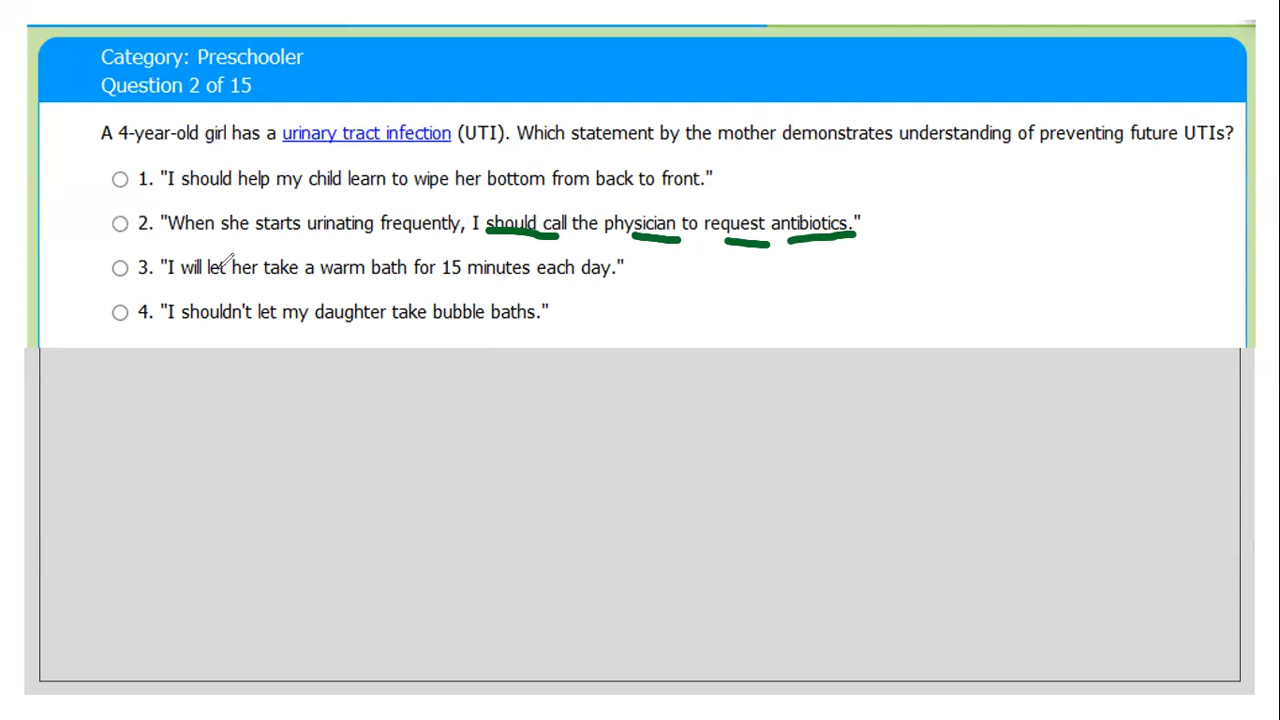 Category: Preschooler
Question 2 of 15
A 4-year-old girl has a urinary tract infection (UTI). Which statement by the mother demonstrates understanding of preventing future UTIs?
1. "I should help my child learn to wipe her bottom from back to front."
2. "When she starts urinating frequently, I should call the physician to request antibiotics."
3. "I will let her take a warm bath for 15 minutes each day."
4. "I shouldn't let my daughter take bubble baths."